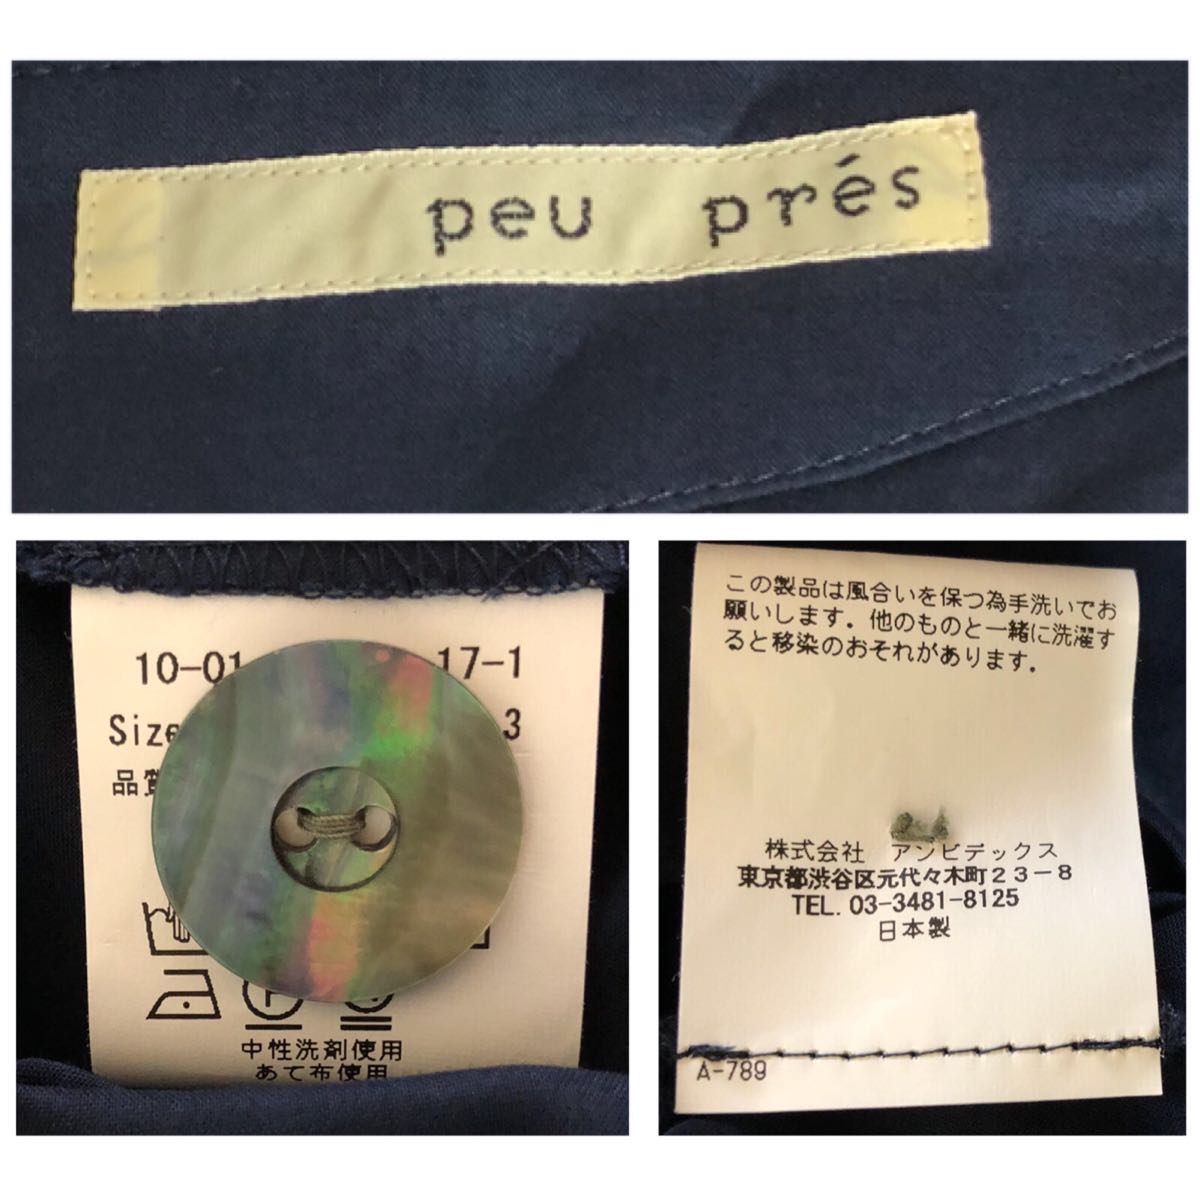 peu prés
10-01 17-1
Size 3
品質
中性洗剤使用
あて布使用
この製品は風合いを保つ為手洗いでお
願いします。他のものと一緒に洗濯す
ると移染のおそれがあります。
株式会社 アンビデックス
東京都渋谷区元代々木町23-8
TEL. 03-3481-8125
日本製
A-789